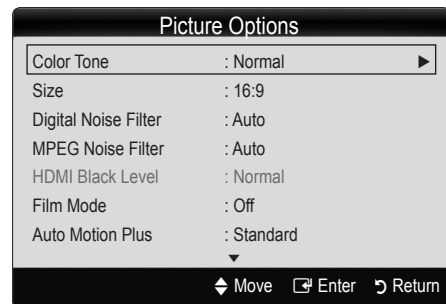 Picture Options
Color Tone : Normal ►
Size : 16:9
Digital Noise Filter : Auto
MPEG Noise Filter : Auto
HDMI Black Level : Normal
Film Mode : Off
Auto Motion Plus : Standard
▼
Move Enter Return